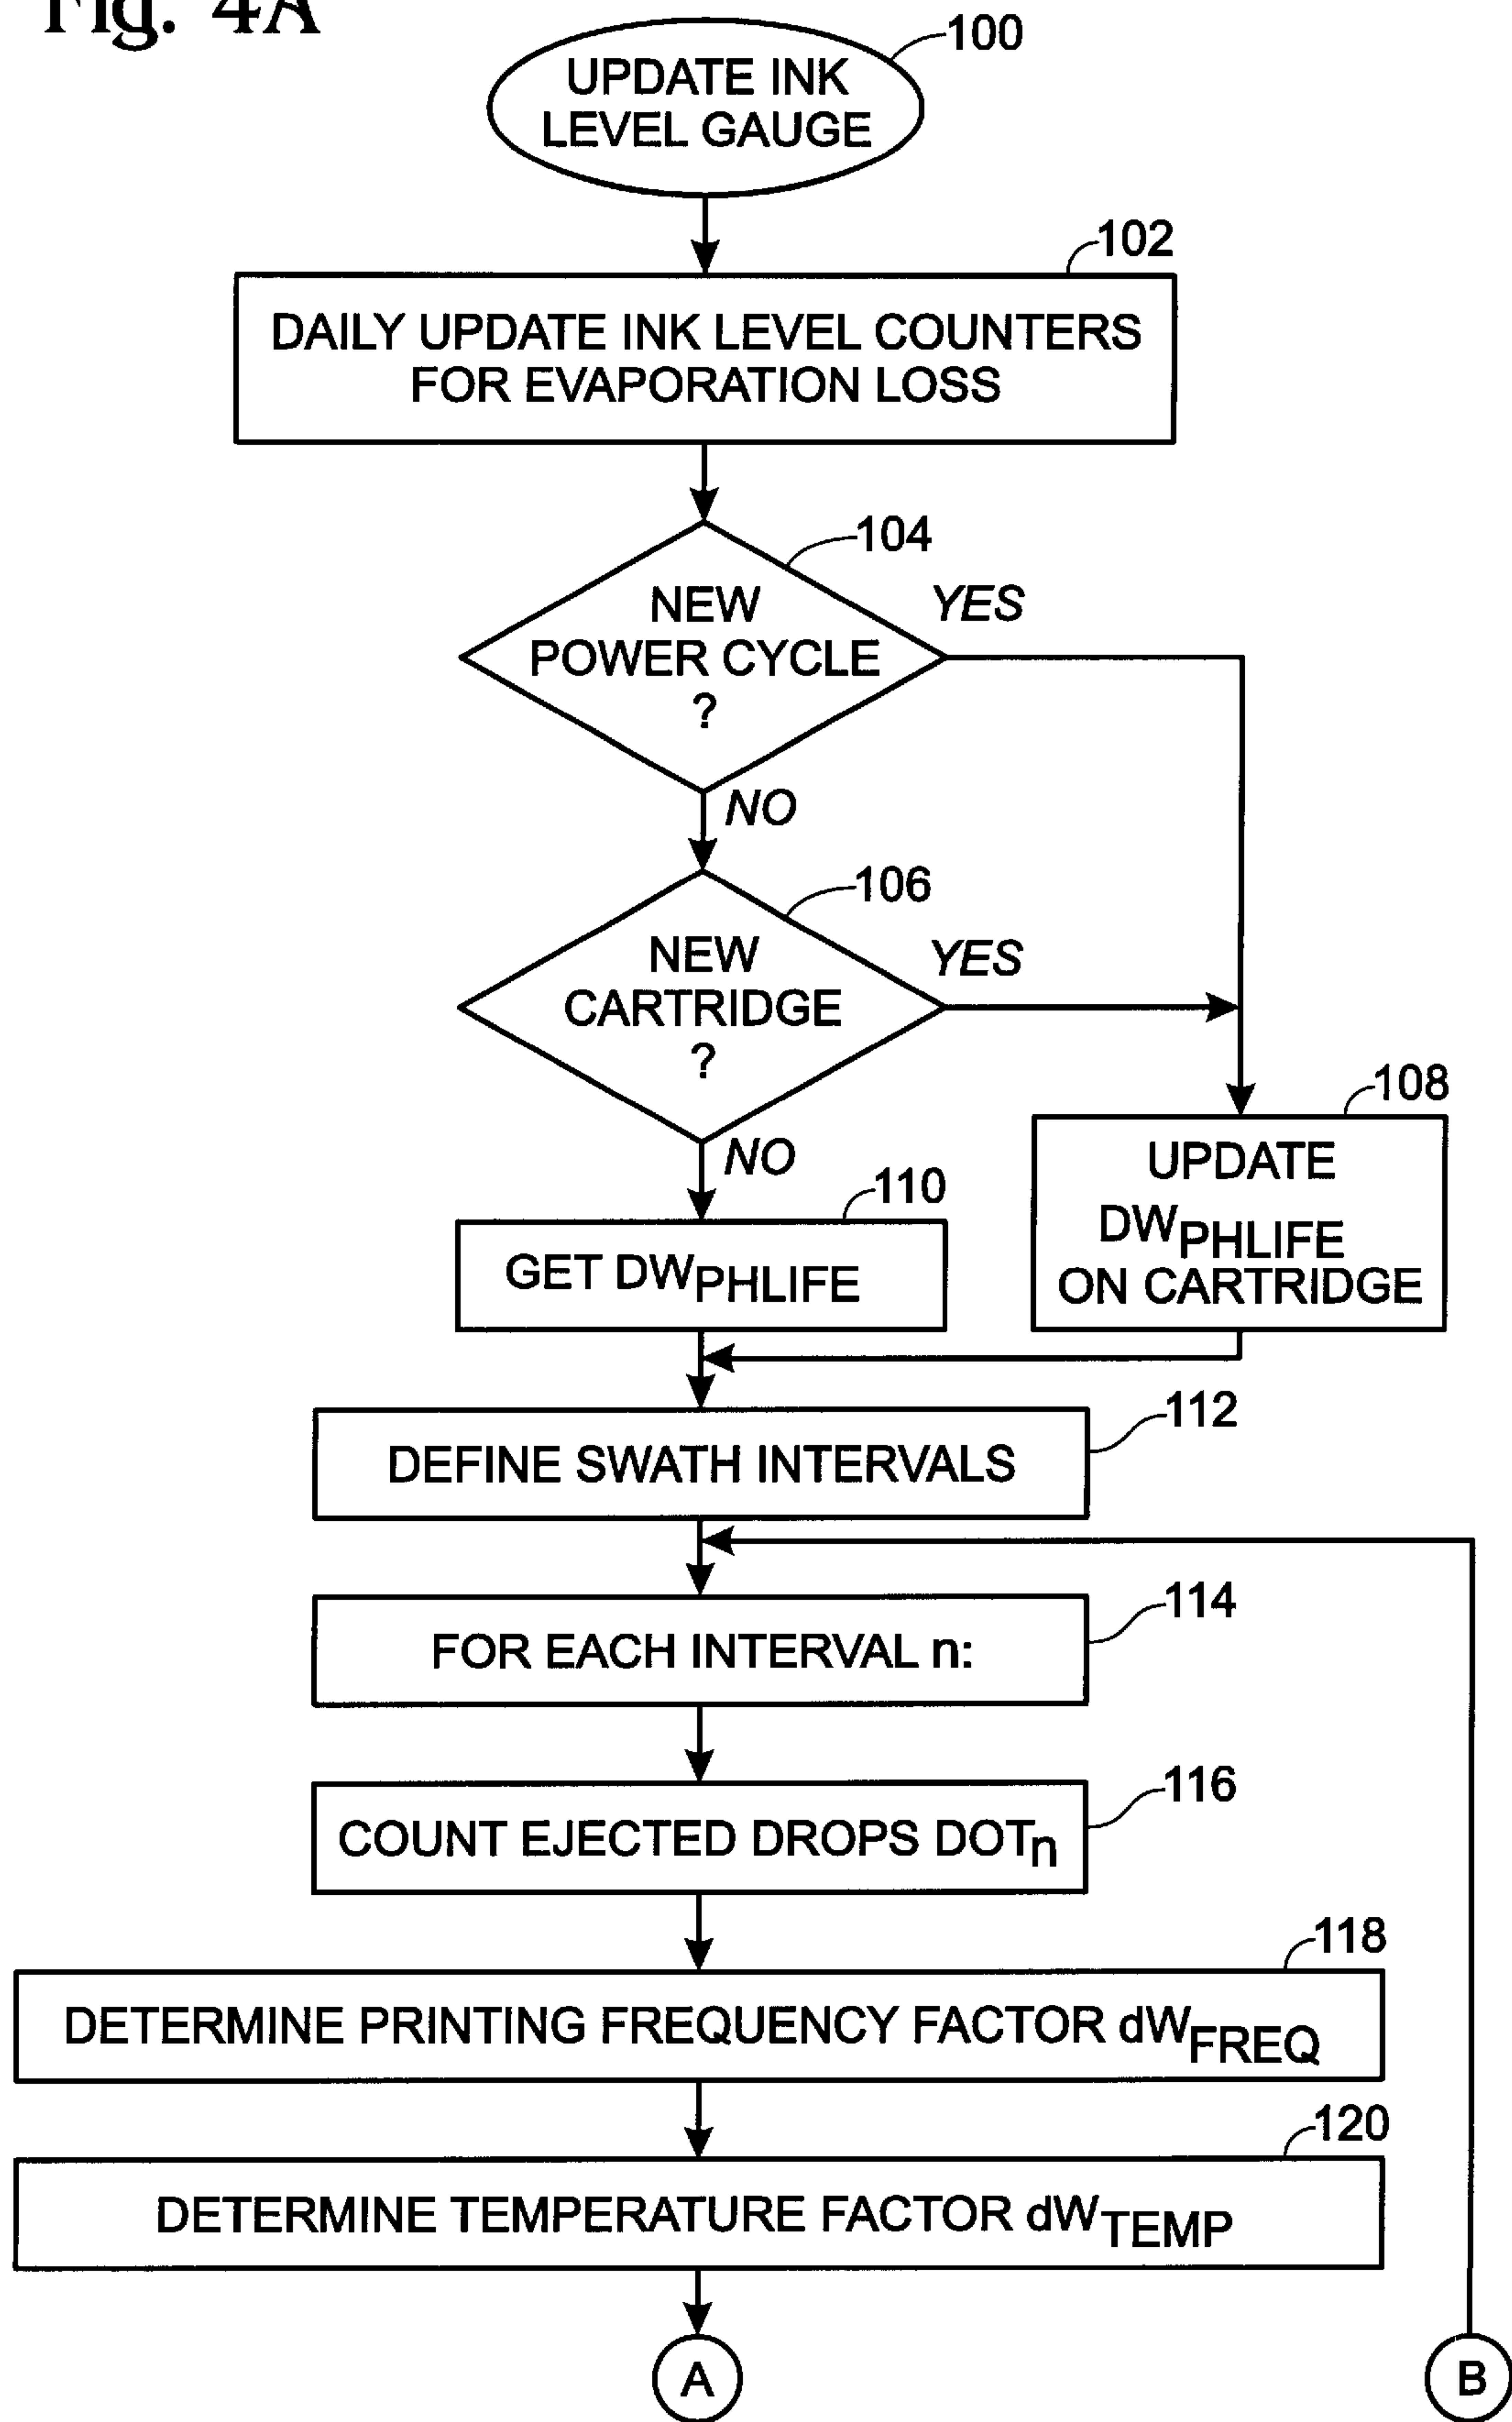 Fig. 4A
100
UPDATE INK
LEVEL GAUGE
102
DAILY UPDATE INK LEVEL COUNTERS
FOR EVAPORATION LOSS
104
NEW
POWER CYCLE
?
YES
NO
106
NEW
CARTRIDGE
?
YES
NO
108
UPDATE
DWPHLIFE
ON CARTRIDGE
110
GET DWPHLIFE
112
DEFINE SWATH INTERVALS
114
FOR EACH INTERVAL n:
116
COUNT EJECTED DROPS DOTn
118
DETERMINE PRINTING FREQUENCY FACTOR dWFREQ
120
DETERMINE TEMPERATURE FACTOR dWTEMP
A
B